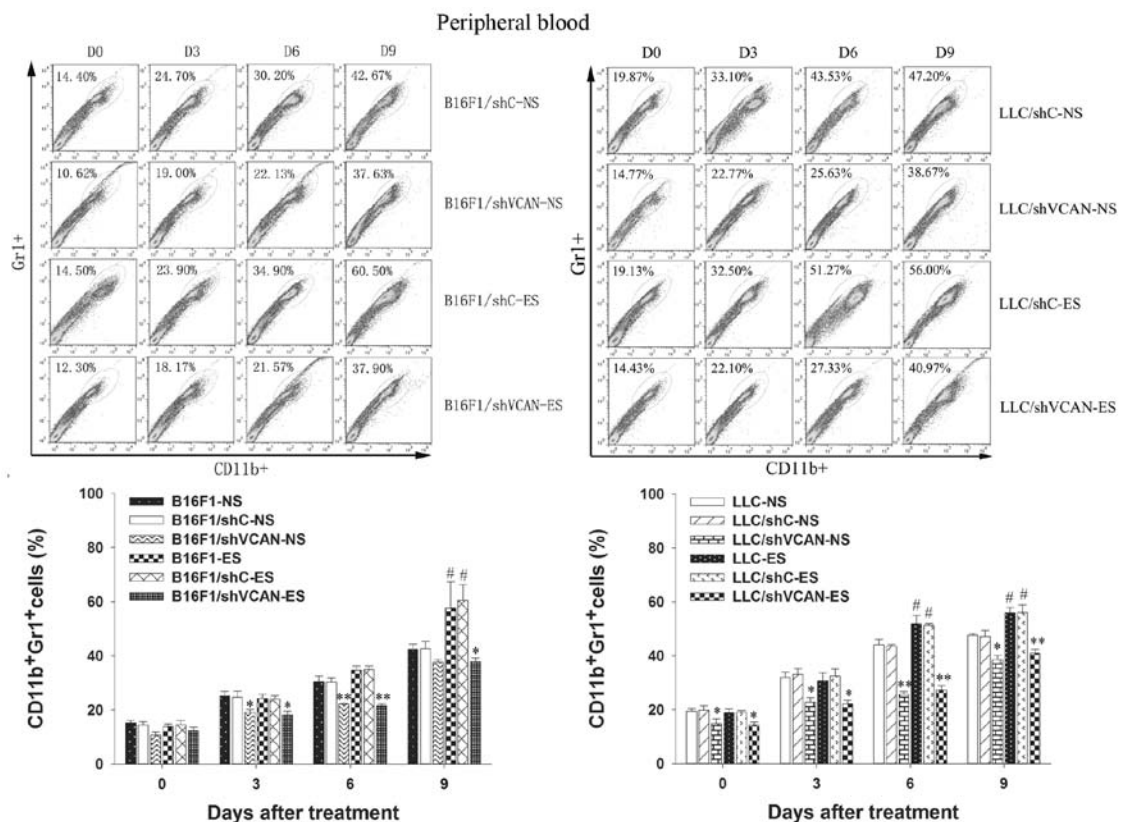 Peripheral blood
D0 D3 D6 D9
14.40% 24.70% 30.20% 42.67%
B16F1/shC-NS
10.62% 19.00% 22.13% 37.63%
B16F1/shVCAN-NS
14.50% 23.90% 34.90% 60.50%
B16F1/shC-ES
12.30% 18.17% 21.57% 37.90%
B16F1/shVCAN-ES
Gr1+
CD11b+
D0 D3 D6 D9
19.87% 33.10% 43.53% 47.20%
LLC/shC-NS
14.77% 22.77% 25.63% 38.67%
LLC/shVCAN-NS
19.13% 32.50% 51.27% 56.00%
LLC/shC-ES
14.43% 22.10% 27.33% 40.97%
LLC/shVCAN-ES
Gr1+
CD11b+
100
80
60
40
20
0
CD11b+Gr1+cells (%)
B16F1-NS
B16F1/shC-NS
B16F1/shVCAN-NS
B16F1-ES
B16F1/shC-ES
B16F1/shVCAN-ES
# #
* * ** ** *
0 3 6 9
Days after treatment
100
80
60
40
20
0
CD11b+Gr1+cells (%)
LLC-NS
LLC/shC-NS
LLC/shVCAN-NS
LLC-ES
LLC/shC-ES
LLC/shVCAN-ES
# # # #
* * * * ** ** * **
0 3 6 9
Days after treatment